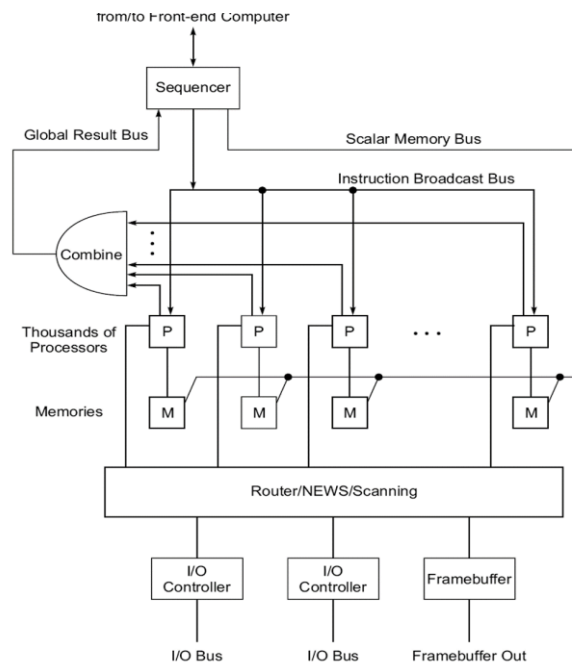 from/to Front-end Computer
Sequencer
Global Result Bus
Scalar Memory Bus
Instruction Broadcast Bus
Combine
Thousands of
Processors
P
P
P
P
Memories
M
M
M
M
Router/NEWS/Scanning
I/O
Controller
I/O
Controller
Framebuffer
I/O Bus
I/O Bus
Framebuffer Out